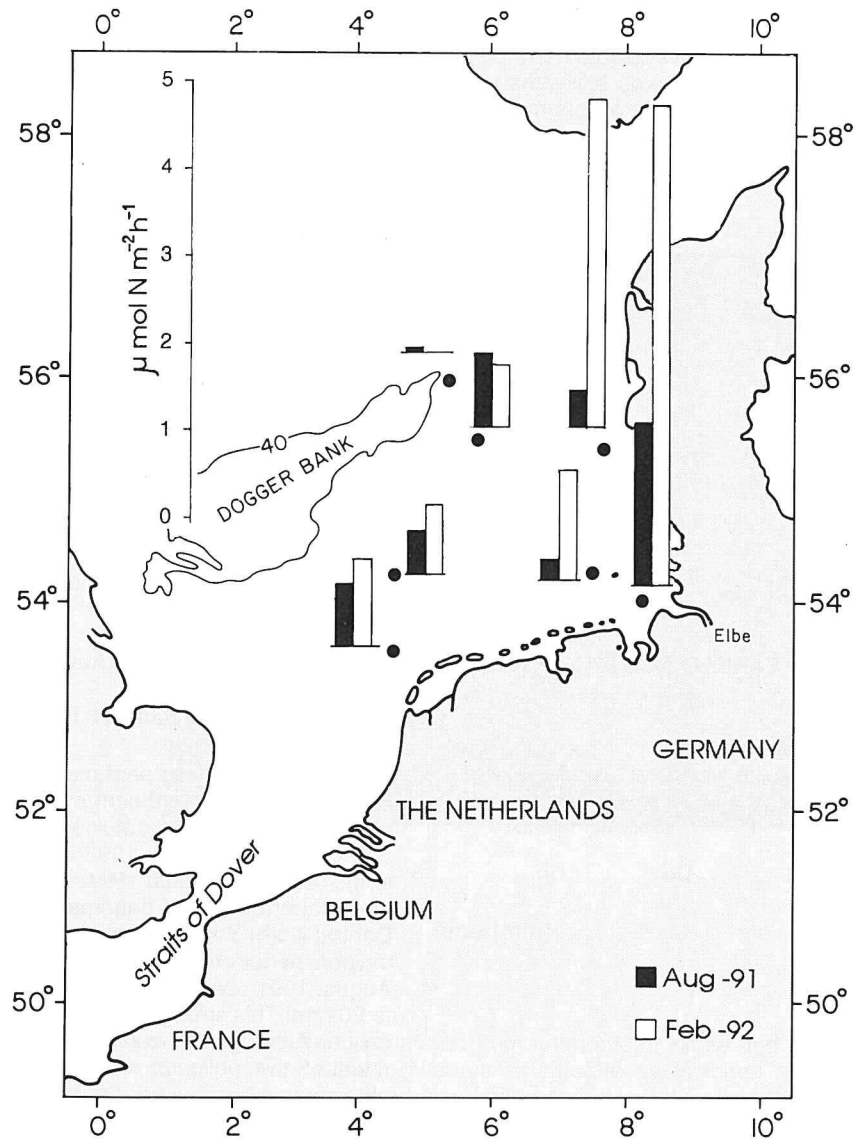 0° 2° 4° 6° 8° 10°
5
4
3
2
1
0
μmol N m⁻² h⁻¹
58° 58°
56° 56°
40
DOGGER BANK
54° 54°
Elbe
GERMANY
52° 52°
THE NETHERLANDS
Straits of Dover
BELGIUM
Aug -91
50° 50°
Feb -92
FRANCE
0° 2° 4° 6° 8° 10°